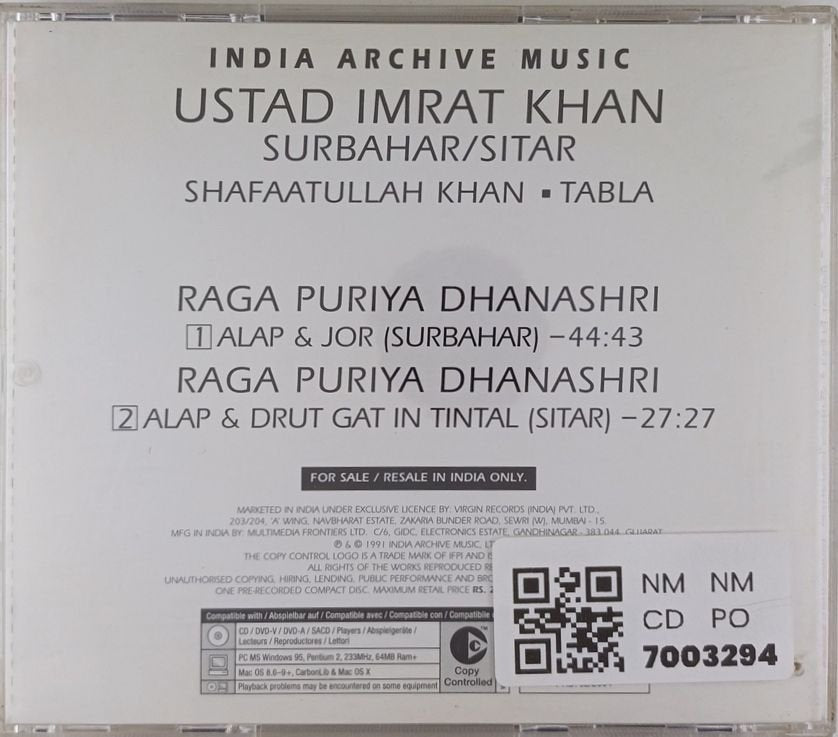 INDIA ARCHIVE MUSIC
USTAD IMRAT KHAN
SURBAHAR/SITAR
SHAFAATULLAH KHAN ▪ TABLA
RAGA PURIYA DHANASHRI
1 ALAP & JOR (SURBAHAR) –44:43
RAGA PURIYA DHANASHRI
2 ALAP & DRUT GAT IN TINTAL (SITAR) –27:27
FOR SALE / RESALE IN INDIA ONLY.
MARKETED IN INDIA UNDER EXCLUSIVE LICENCE BY: VIRGIN RECORDS (INDIA) PVT. LTD.,
203/204, 'A' WING, NAVBHARAT ESTATE, ZAKARIA BUNDER ROAD, SEWRI (W), MUMBAI - 15.
MFG IN INDIA BY: MULTIMEDIA FRONTIERS LTD. C/6, GIDC, ELECTRONICS ESTATE, GANDHINAGAR - 383 044. GUJARAT
℗ & © 1991 INDIA ARCHIVE MUSIC,
THE COPY CONTROL LOGO IS A TRADE MARK OF IFPI AND
ALL RIGHTS OF THE WORKS REPRODUCED
UNAUTHORISED COPYING, HIRING, LENDING, PUBLIC PERFORMANCE AND
ONE PRE-RECORDED COMPACT DISC. MAXIMUM RETAIL PRICE RS.
Compatible with / Abspielbar auf / Compatible avec / Compatible con /
CD / DVD-V / DVD-A / SACD / Players / Abspielgeräte /
Lecteurs / Reproductores / Lettori
PC MS Windows 95, Pentium 2, 233MHz, 64MB Ram+
Mac OS 8.6-9+, CarbonLib & Mac OS X
Playback problems may be encountered on some equipment
Copy
Controlled
TM
NM NM
CD PO
7003294